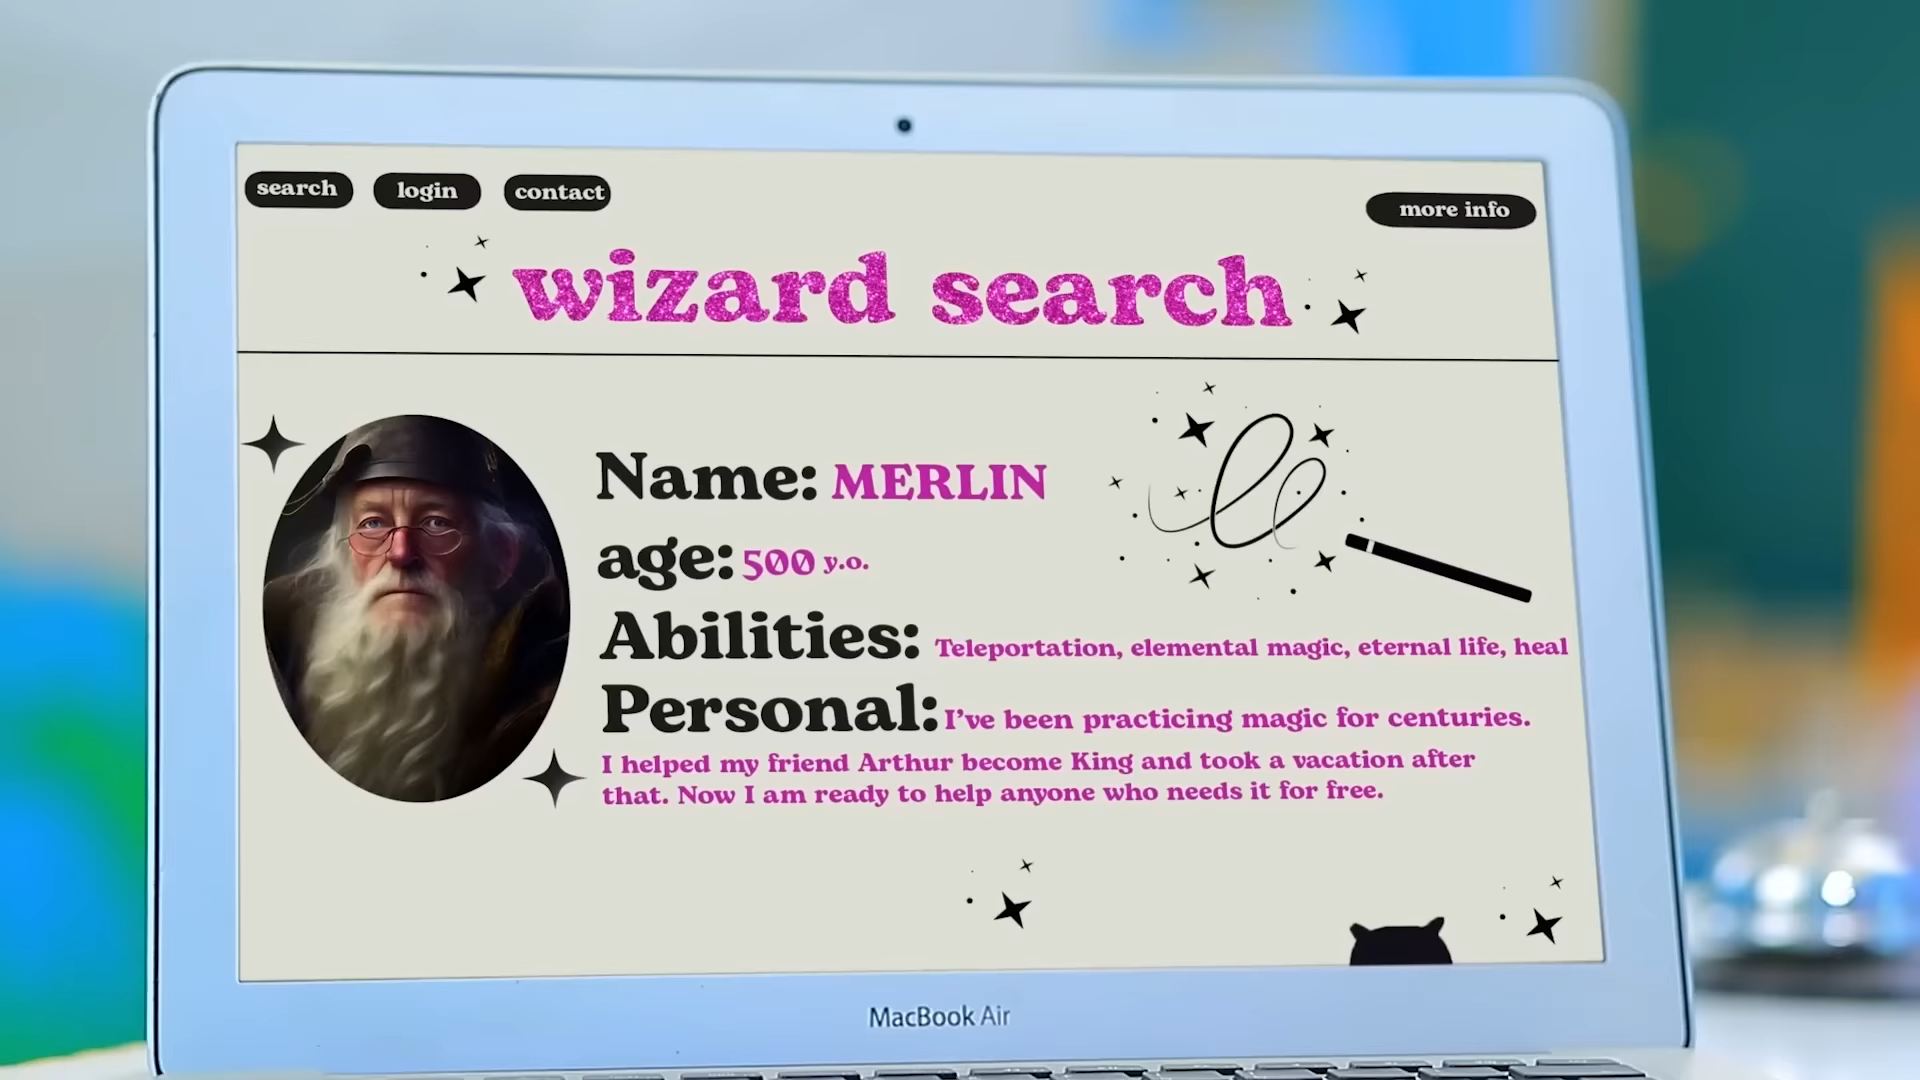 search login contact more info
wizard search
Name: MERLIN
age: 500 y.o.
Abilities: Teleportation, elemental magic, eternal life, heal
Personal: I've been practicing magic for centuries.
I helped my friend Arthur become King and took a vacation after
that. Now I am ready to help anyone who needs it for free.
MacBook Air